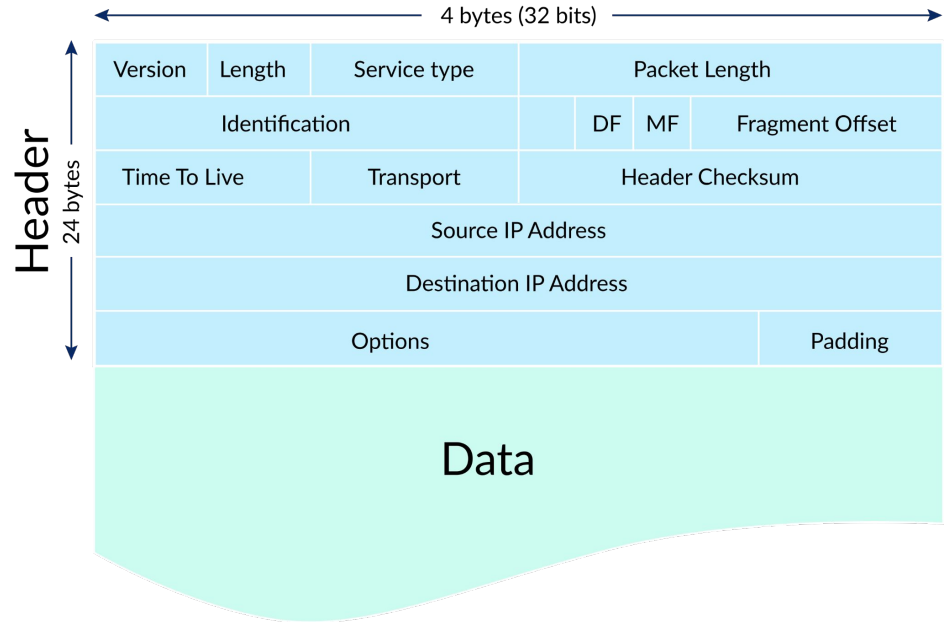 4 bytes (32 bits)
Header
24 bytes
Version Length Service type Packet Length
Identification DF MF Fragment Offset
Time To Live Transport Header Checksum
Source IP Address
Destination IP Address
Options Padding
Data